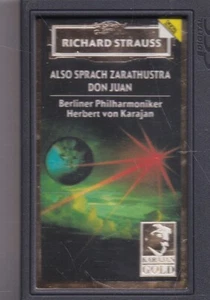 RICHARD STRAUSS
ALSO SPRACH ZARATHUSTRA
DON JUAN
Berliner Philharmoniker
Herbert von Karajan
KARAJAN
GOLD